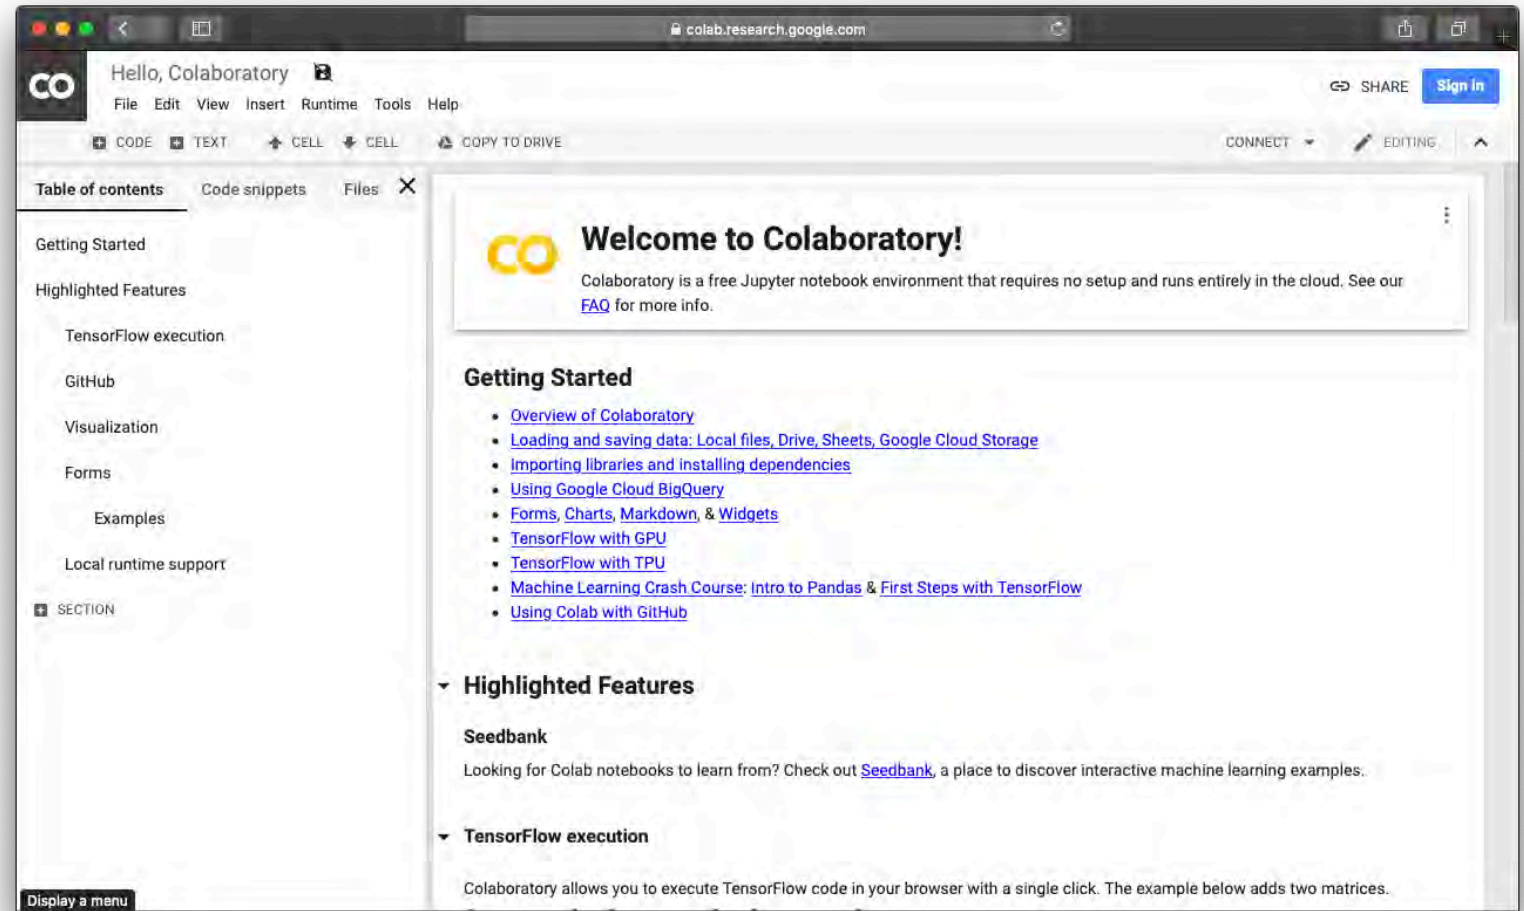 colab.research.google.com
CO
Hello, Colaboratory
SHARE
Sign in
File Edit View Insert Runtime Tools Help
CODE TEXT CELL CELL COPY TO DRIVE
CONNECT EDITING
Table of contents Code snippets Files
Getting Started
Highlighted Features
TensorFlow execution
GitHub
Visualization
Forms
Examples
Local runtime support
SECTION
CO
Welcome to Colaboratory!
Colaboratory is a free Jupyter notebook environment that requires no setup and runs entirely in the cloud. See our
FAQ for more info.
Getting Started
Overview of Colaboratory
Loading and saving data: Local files, Drive, Sheets, Google Cloud Storage
Importing libraries and installing dependencies
Using Google Cloud BigQuery
Forms, Charts, Markdown, & Widgets
TensorFlow with GPU
TensorFlow with TPU
Machine Learning Crash Course: Intro to Pandas & First Steps with TensorFlow
Using Colab with GitHub
Highlighted Features
Seedbank
Looking for Colab notebooks to learn from? Check out Seedbank, a place to discover interactive machine learning examples.
TensorFlow execution
Colaboratory allows you to execute TensorFlow code in your browser with a single click. The example below adds two matrices.
Display a menu